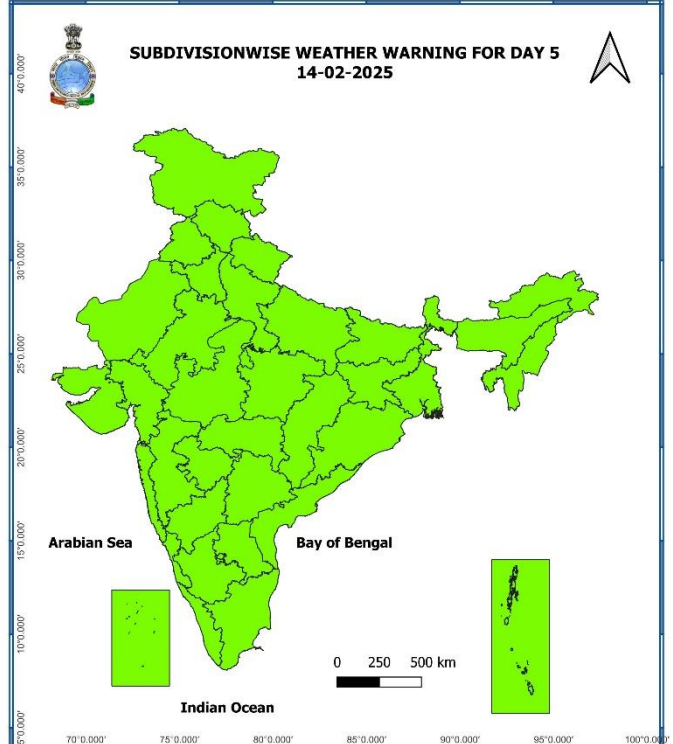 SUBDIVISIONWISE WEATHER WARNING FOR DAY 5
14-02-2025
40°0.000'
35°0.000'
30°0.000'
25°0.000'
20°0.000'
15°0.000'
10°0.000'
5°0.000'
Arabian Sea
Bay of Bengal
0 250 500 km
Indian Ocean
70°0.000' 75°0.000' 80°0.000' 85°0.000' 90°0.000' 95°0.000' 100°0.000'